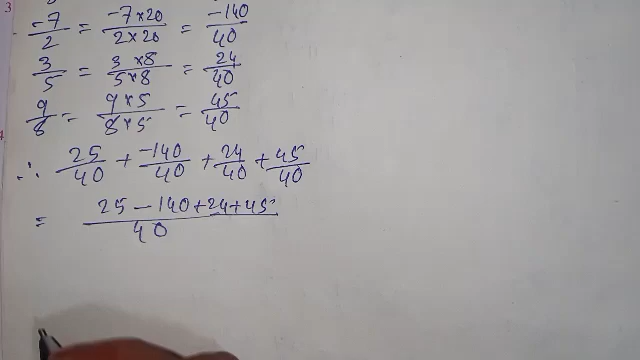 -7/2 = -7×20/2×20 = -140/40
3/5 = 3×8/5×8 = 24/40
9/8 = 9×5/8×5 = 45/40
∴ 25/40 + -140/40 + 24/40 + 45/40
= 25-140+24+45/40